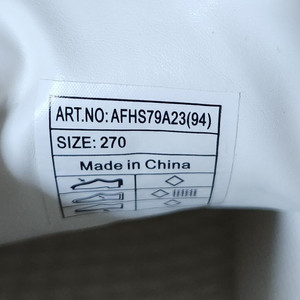 ART.NO: AFHS79A23(94)
SIZE: 270
Made in China